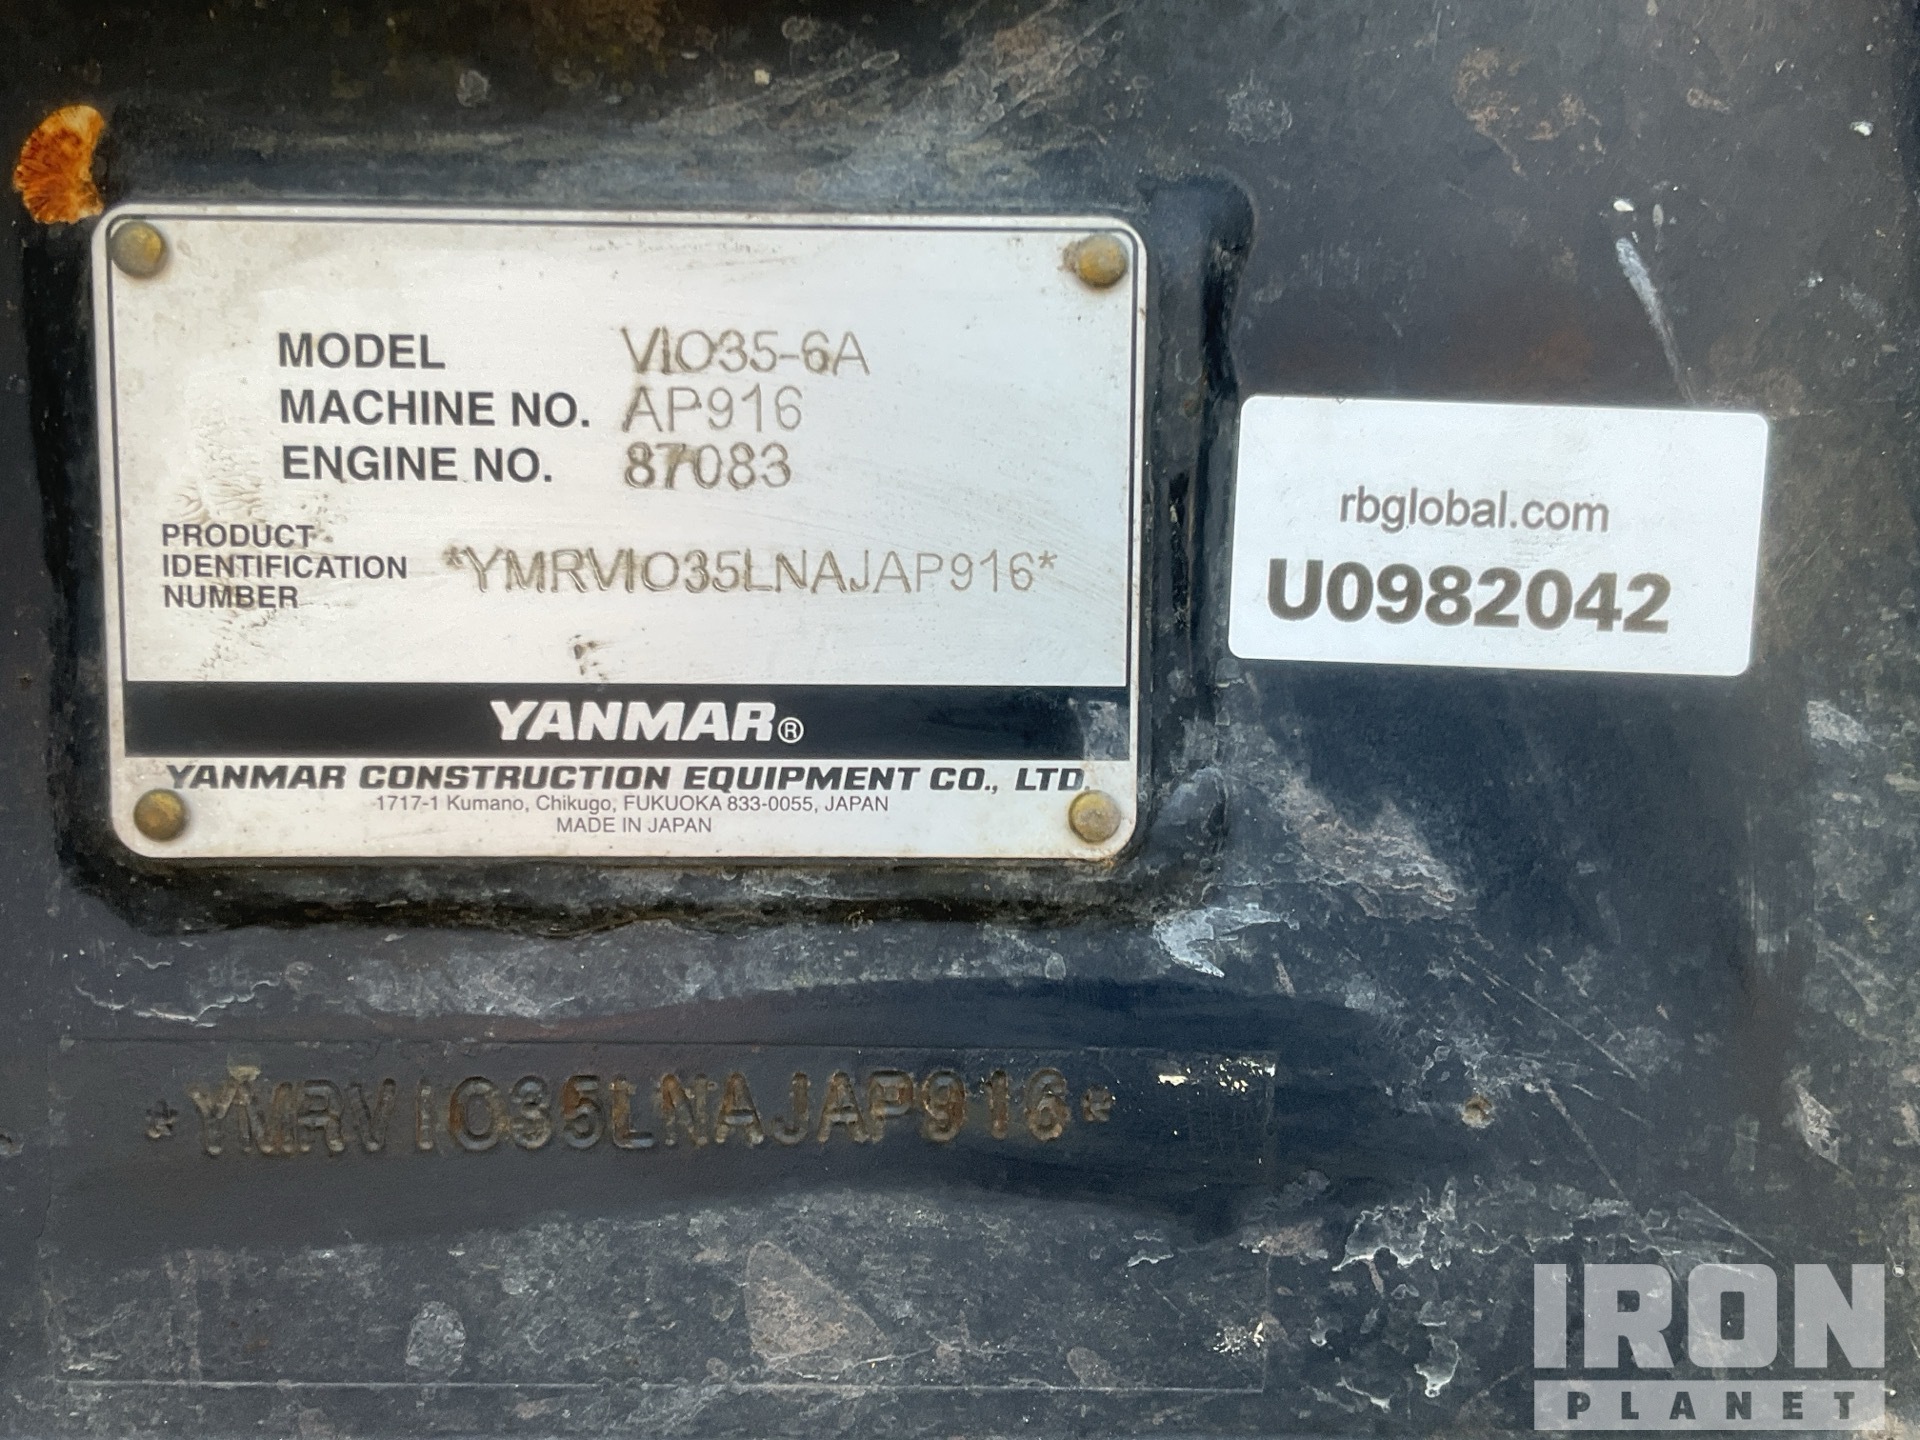 MODEL VIO35-6A
MACHINE NO. AP916
ENGINE NO. 87083
PRODUCT
IDENTIFICATION
NUMBER
*YMRVIO35LNAJAP916*
YANMAR®
YANMAR CONSTRUCTION EQUIPMENT CO., LTD.
1717-1 Kumano, Chikugo, FUKUOKA 833-0055, JAPAN
MADE IN JAPAN
rbglobal.com
U0982042
*YMRVIO35LNAJAP916*
IRON
PLANET